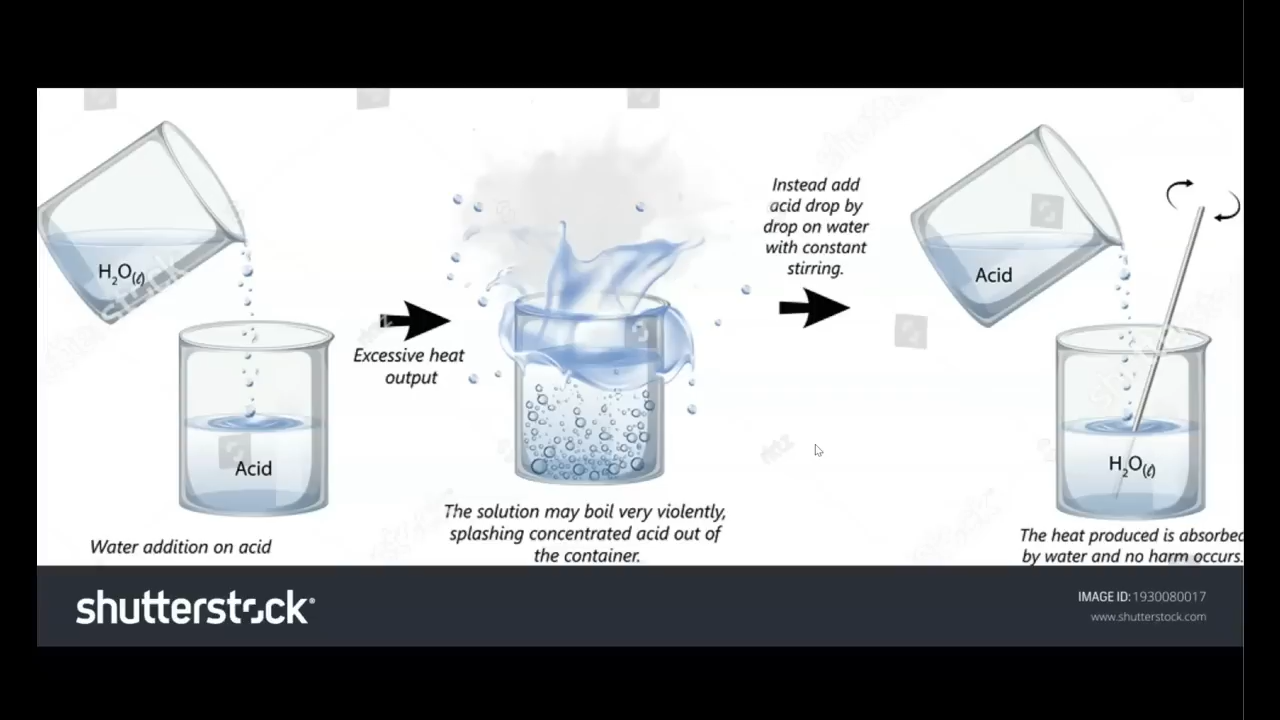 H₂O(ℓ)
Acid
Water addition on acid
Excessive heat
output
The solution may boil very violently,
splashing concentrated acid out of
the container.
Instead add
acid drop by
drop on water
with constant
stirring.
Acid
H₂O(ℓ)
The heat produced is absorbed
by water and no harm occurs.
shutterstock®
IMAGE ID: 1930080017
www.shutterstock.com